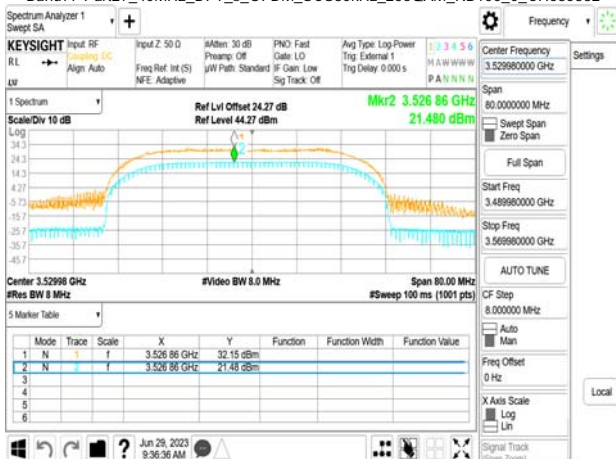 Spectrum Analyzer 1
Swept SA
Frequency
KEYSIGHT
Input: RF
Coupling: DC
Align: Auto
Input Z: 50 Ω
Freq Ref: Int (S)
NFE: Adaptive
#Atten: 30 dB
Preamp: Off
µW Path: Standard
PNO: Fast
Gate: LO
IF Gain: Low
Sig Track: Off
Avg Type: Log-Power
Trig: External 1
Trig Delay: 0.000 s
1 2 3 4 5 6
M A W W W W
P A N N N N
RL
Center Frequency
3.529980000 GHz
Settings
Span
80.0000000 MHz
Swept Span
Zero Span
Full Span
Start Freq
3.489980000 GHz
Stop Freq
3.569980000 GHz
AUTO TUNE
CF Step
8.000000 MHz
Auto
Man
Freq Offset
0 Hz
X Axis Scale
Log
Lin
Signal Track
Local
1 Spectrum
Scale/Div 10 dB
Ref Lvl Offset 24.27 dB
Ref Level 44.27 dBm
Mkr2 3.526 86 GHz
21.480 dBm
Log
34.3
24.3
14.3
4.27
-5.73
-15.7
-25.7
-35.7
-45.7
Center 3.52998 GHz
#Res BW 8 MHz
#Video BW 8.0 MHz
Span 80.00 MHz
#Sweep 100 ms (1001 pts)
5 Marker Table
Mode Trace Scale X Y Function Function Width Function Value
1 N 1 f 3.526 86 GHz 32.15 dBm
2 N 2 f 3.526 86 GHz 21.48 dBm
3
4
5
6
Jun 29, 2023
9:36:36 AM